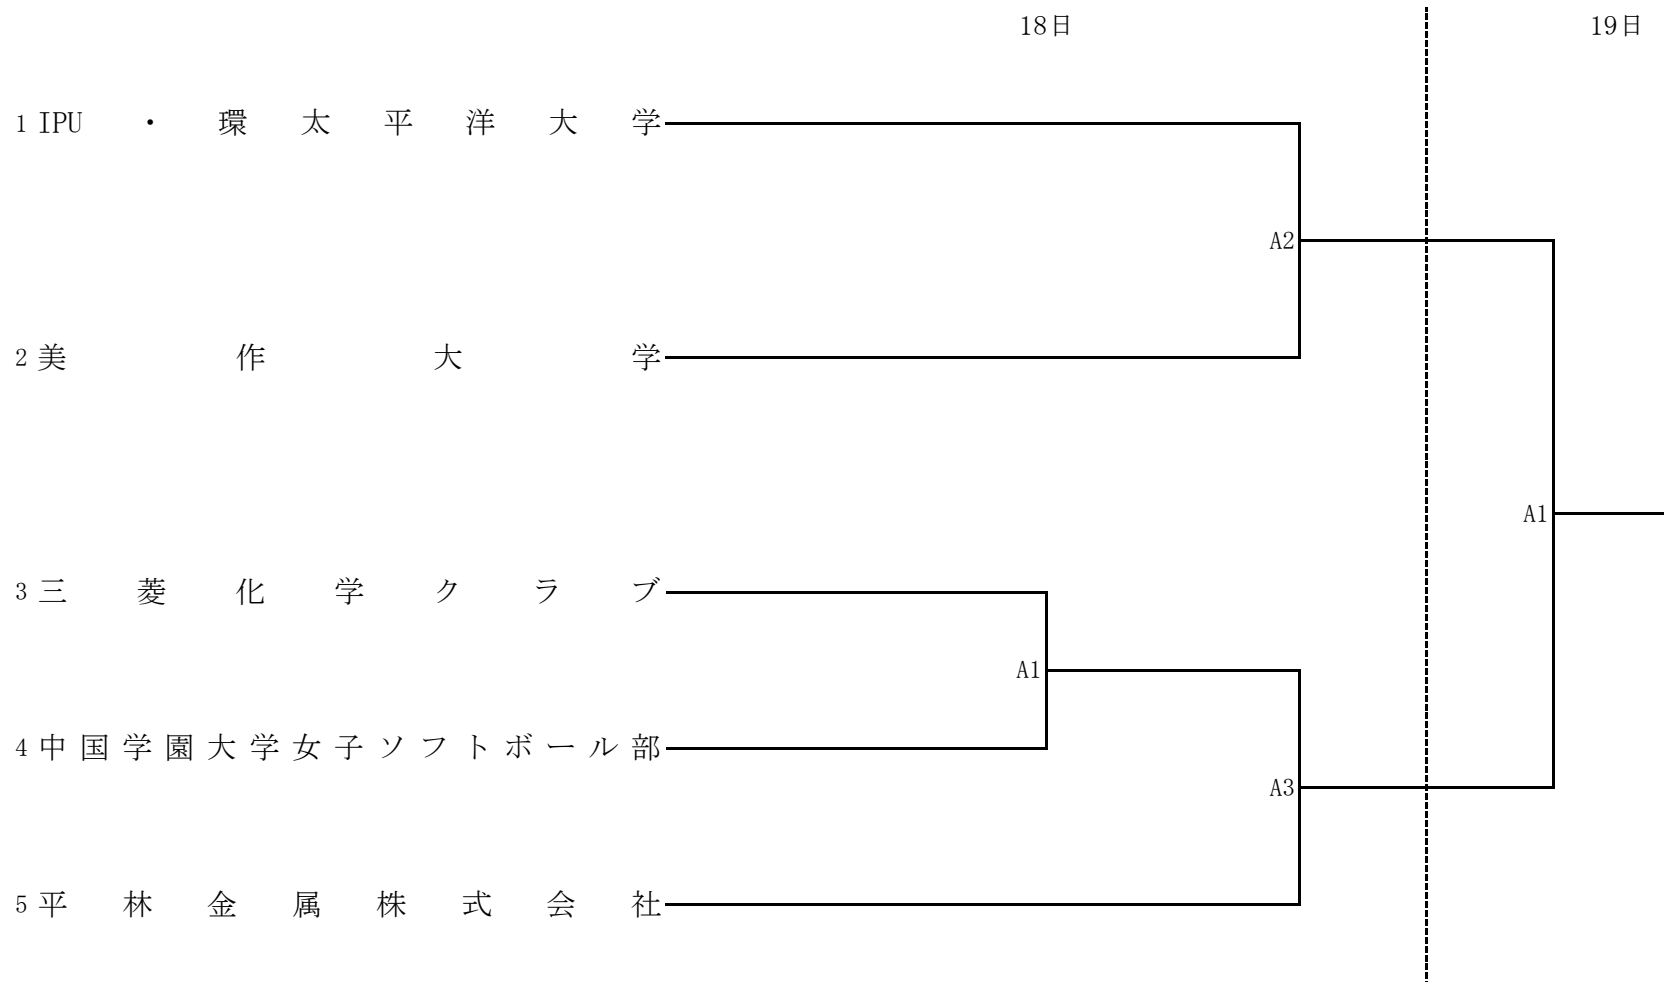 18日 19日
1 IPU・環太平洋大学
A2
2 美作大学
A1
3 三菱化学クラブ
A1
4 中国学園大学女子ソフトボール部
A3
5 平林金属株式会社